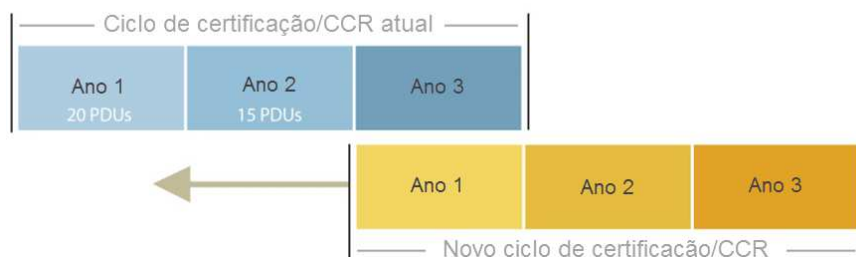 Ciclo de certificação/CCR atual
Ano 1
20 PDUs
Ano 2
15 PDUs
Ano 3
Ano 1
Ano 2
Ano 3
Novo ciclo de certificação/CCR